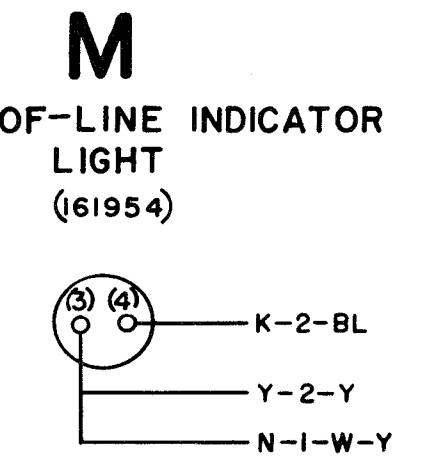 M
OF-LINE INDICATOR
LIGHT
(161954)
(3) (4)
K-2-BL
Y-2-Y
N-1-W-Y